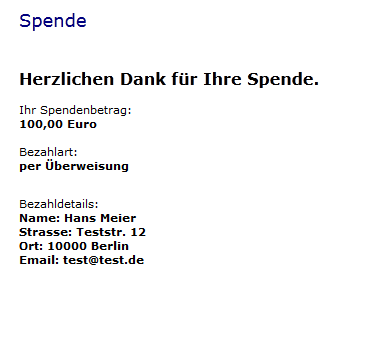 Spende
Herzlichen Dank für Ihre Spende.
Ihr Spendenbetrag:
100,00 Euro
Bezahlart:
per Überweisung
Bezahldetails:
Name: Hans Meier
Strasse: Teststr. 12
Ort: 10000 Berlin
Email: test@test.de